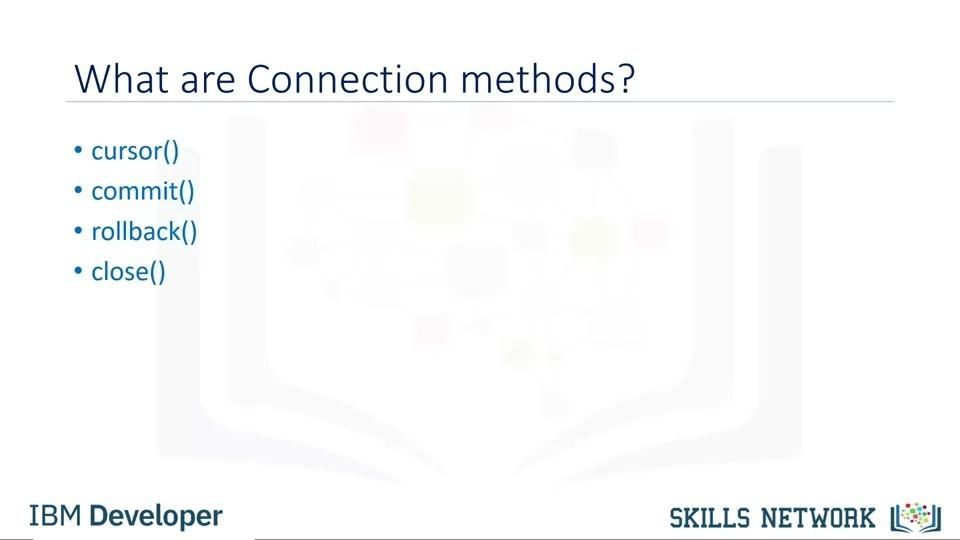 What are Connection methods?
• cursor()
• commit()
• rollback()
• close()
IBM Developer
SKILLS NETWORK